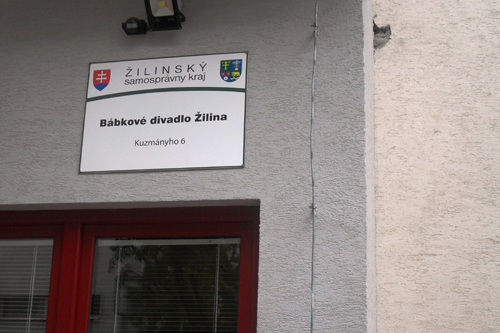 ŽILINSKÝ
samosprávny kraj
Bábkové divadlo Žilina
Kuzmányho 6